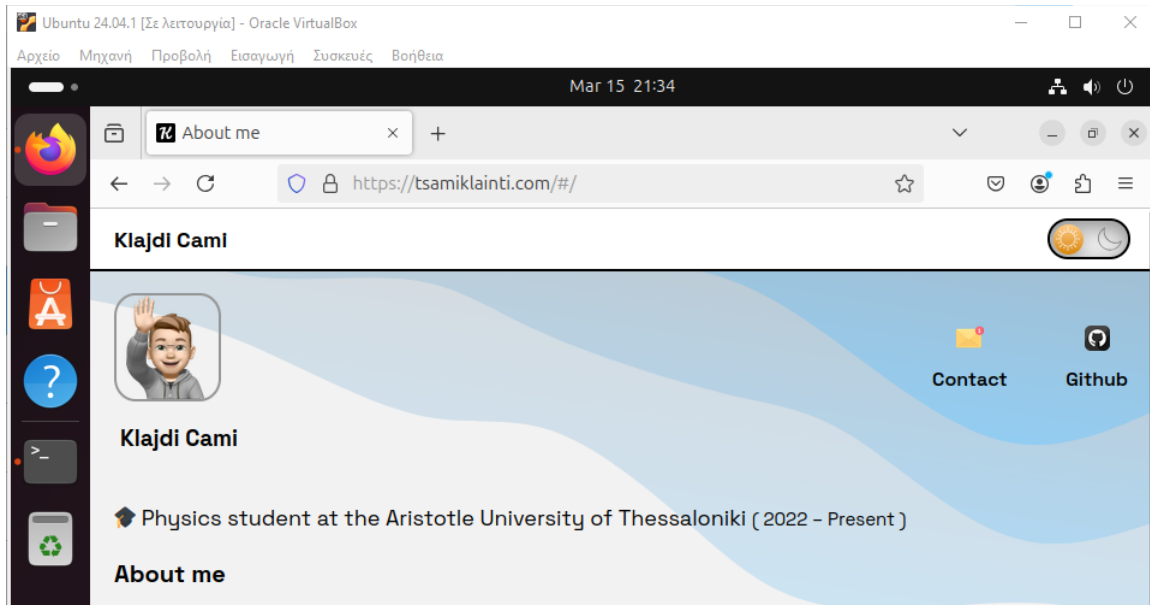 Ubuntu 24.04.1 [Σε λειτουργία] - Oracle VirtualBox
Αρχείο Μηχανή Προβολή Εισαγωγή Συσκευές Βοήθεια
Mar 15 21:34
About me
https://tsamiklainti.com/#/
Klajdi Cami
Contact Github
Klajdi Cami
Physics student at the Aristotle University of Thessaloniki ( 2022 – Present )
About me